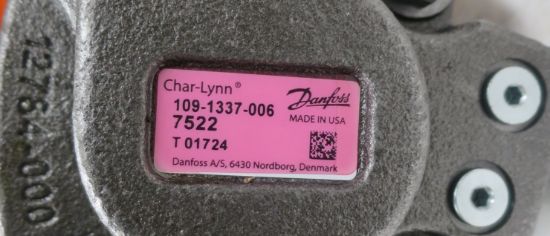 Char-Lynn®
109-1337-006
7522
T 01724
Danfoss
MADE IN USA
Danfoss A/S, 6430 Nordborg, Denmark
12784-000